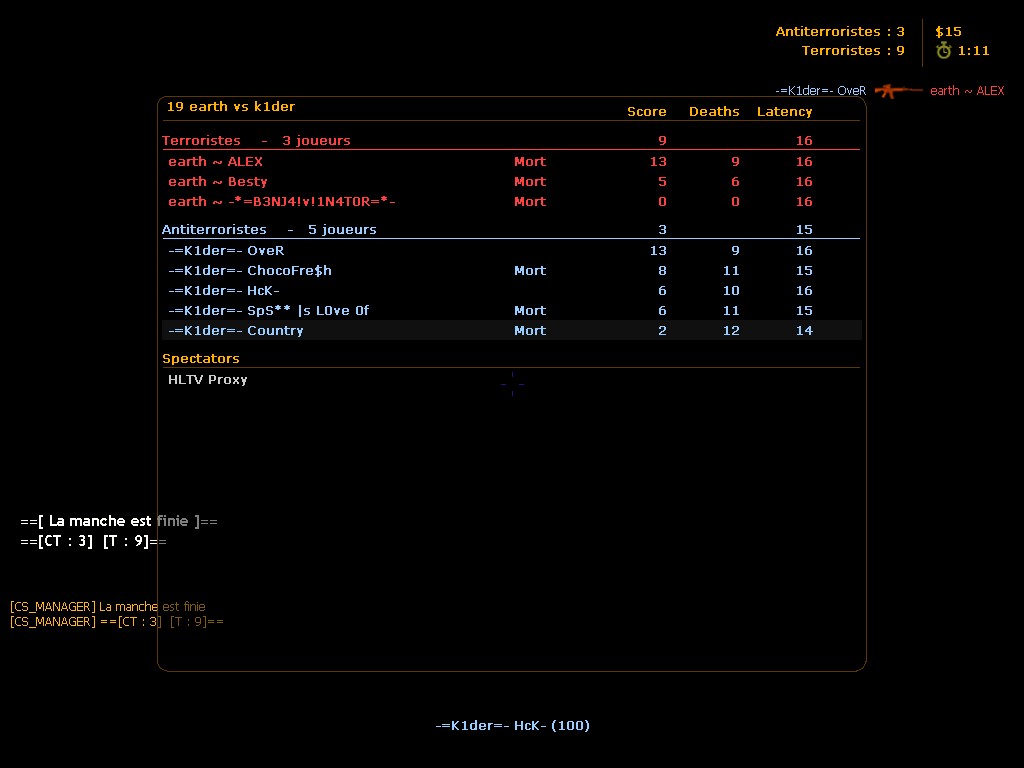 Antiterroristes : 3 $15
Terroristes : 9 1:11
-=K1der=- OveR earth ~ ALEX
19 earth vs k1der
Score Deaths Latency
Terroristes - 3 joueurs 9 16
earth ~ ALEX Mort 13 9 16
earth ~ Besty Mort 5 6 16
earth ~ -*=B3NJ4!v!1N4T0R=*- Mort 0 0 16
Antiterroristes - 5 joueurs 3 15
-=K1der=- OveR 13 9 16
-=K1der=- ChocoFre$h Mort 8 11 15
-=K1der=- HcK- 6 10 16
-=K1der=- SpS** |s L0ve 0f Mort 6 11 15
-=K1der=- Country Mort 2 12 14
Spectators
HLTV Proxy
==[ La manche est finie ]==
==[CT : 3] [T : 9]==
[CS_MANAGER] La manche est finie
[CS_MANAGER] ==[CT : 3] [T : 9]==
-=K1der=- HcK- (100)